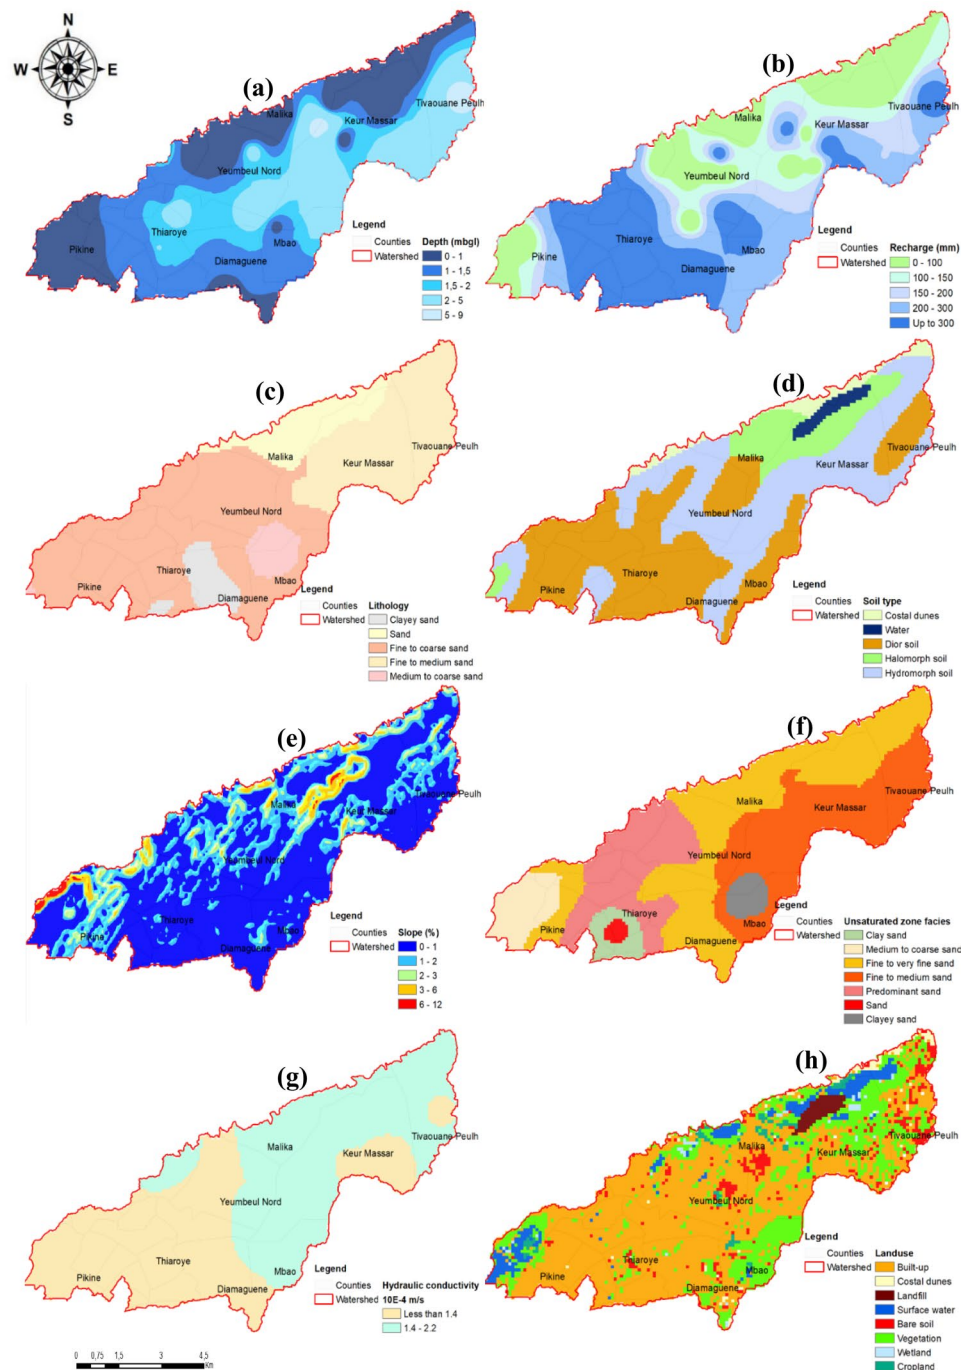 N
W E
S
(a)
Malika
Tivaouane Peulh
Keur Massar
Yeumbeul Nord
Thiaroye
Pikine
Mbao
Diamaguene
Legend
Counties
Watershed
Depth (mbgl)
0 - 1
1 - 1,5
1,5 - 2
2 - 5
5 - 9
(b)
Malika
Tivaouane Peulh
Keur Massar
Yeumbeul Nord
Thiaroye
Pikine
Mbao
Diamaguene
Legend
Counties
Watershed
Recharge (mm)
0 - 100
100 - 150
150 - 200
200 - 300
Up to 300
(c)
Tivaouane Peulh
Malika
Keur Massar
Yeumbeul Nord
Thiaroye
Pikine
Mbao
Diamaguene
Legend
Counties
Watershed
Lithology
Clayey sand
Sand
Fine to coarse sand
Fine to medium sand
Medium to coarse sand
(d)
Tivaouane Peulh
Malika
Keur Massar
Yeumbeul Nord
Thiaroye
Pikine
Mbao
Diamaguene
Legend
Counties
Watershed
Soil type
Costal dunes
Water
Dior soil
Halomorph soil
Hydromorph soil
(e)
Tivaouane Peulh
Malika
Keur Massar
Yeumbeul Nord
Thiaroye
Pikine
Mbao
Diamaguene
Legend
Counties
Watershed
Slope (%)
0 - 1
1 - 2
2 - 3
3 - 6
6 - 12
(f)
Tivaouane Peulh
Malika
Keur Massar
Yeumbeul Nord
Thiaroye
Pikine
Mbao
Diamaguene
Legend
Counties
Watershed
Unsaturated zone facies
Clay sand
Medium to coarse sand
Fine to very fine sand
Fine to medium sand
Predominant sand
Sand
Clayey sand
(g)
Tivaouane Peulh
Malika
Keur Massar
Yeumbeul Nord
Thiaroye
Pikine
Mbao
Diamaguene
Legend
Counties
Watershed
Hydraulic conductivity
10E-4 m/s
Less than 1.4
1.4 - 2.2
0 0,75 1,5 3 4,5
Km
(h)
Tivaouane Peulh
Malika
Keur Massar
Yeumbeul Nord
Thiaroye
Pikine
Mbao
Diamaguene
Legend
Counties
Watershed
Landuse
Built-up
Costal dunes
Landfill
Surface water
Bare soil
Vegetation
Wetland
Cropland